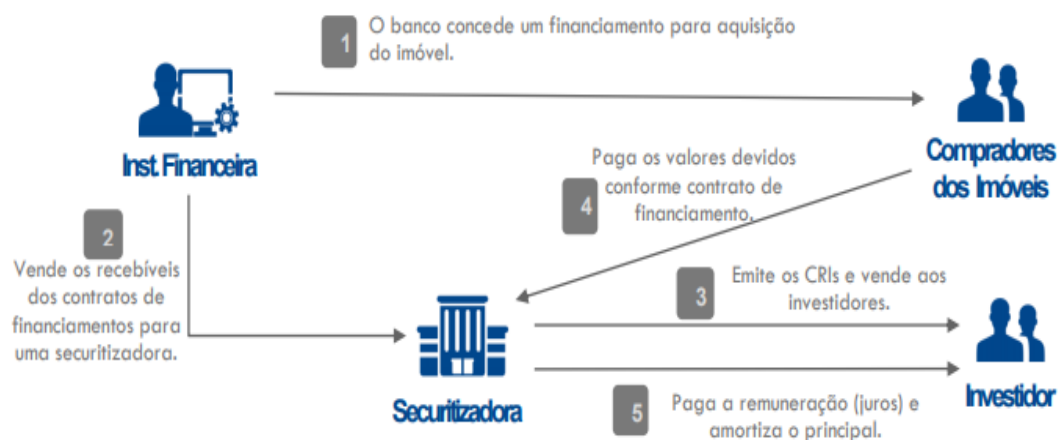 1
O banco concede um financiamento para aquisição
do imóvel.
Inst. Financeira
Compradores
dos Imóveis
4
Paga os valores devidos
conforme contrato de
financiamento.
2
Vende os recebíveis
dos contratos de
financiamentos para
uma securitizadora.
3
Emite os CRIs e vende aos
investidores.
Securitizadora
Investidor
5
Paga a remuneração (juros) e
amortiza o principal.